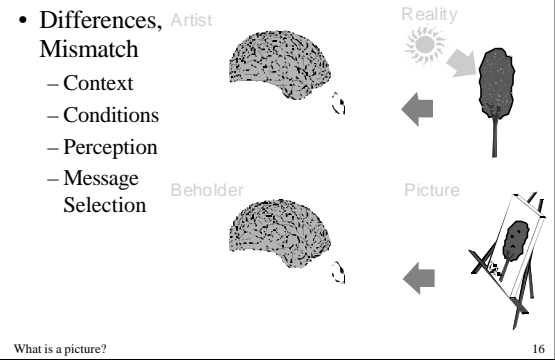 • Differences, Mismatch
– Context
– Conditions
– Perception
– Message Selection
Artist
Reality
Beholder
Picture
What is a picture?
16